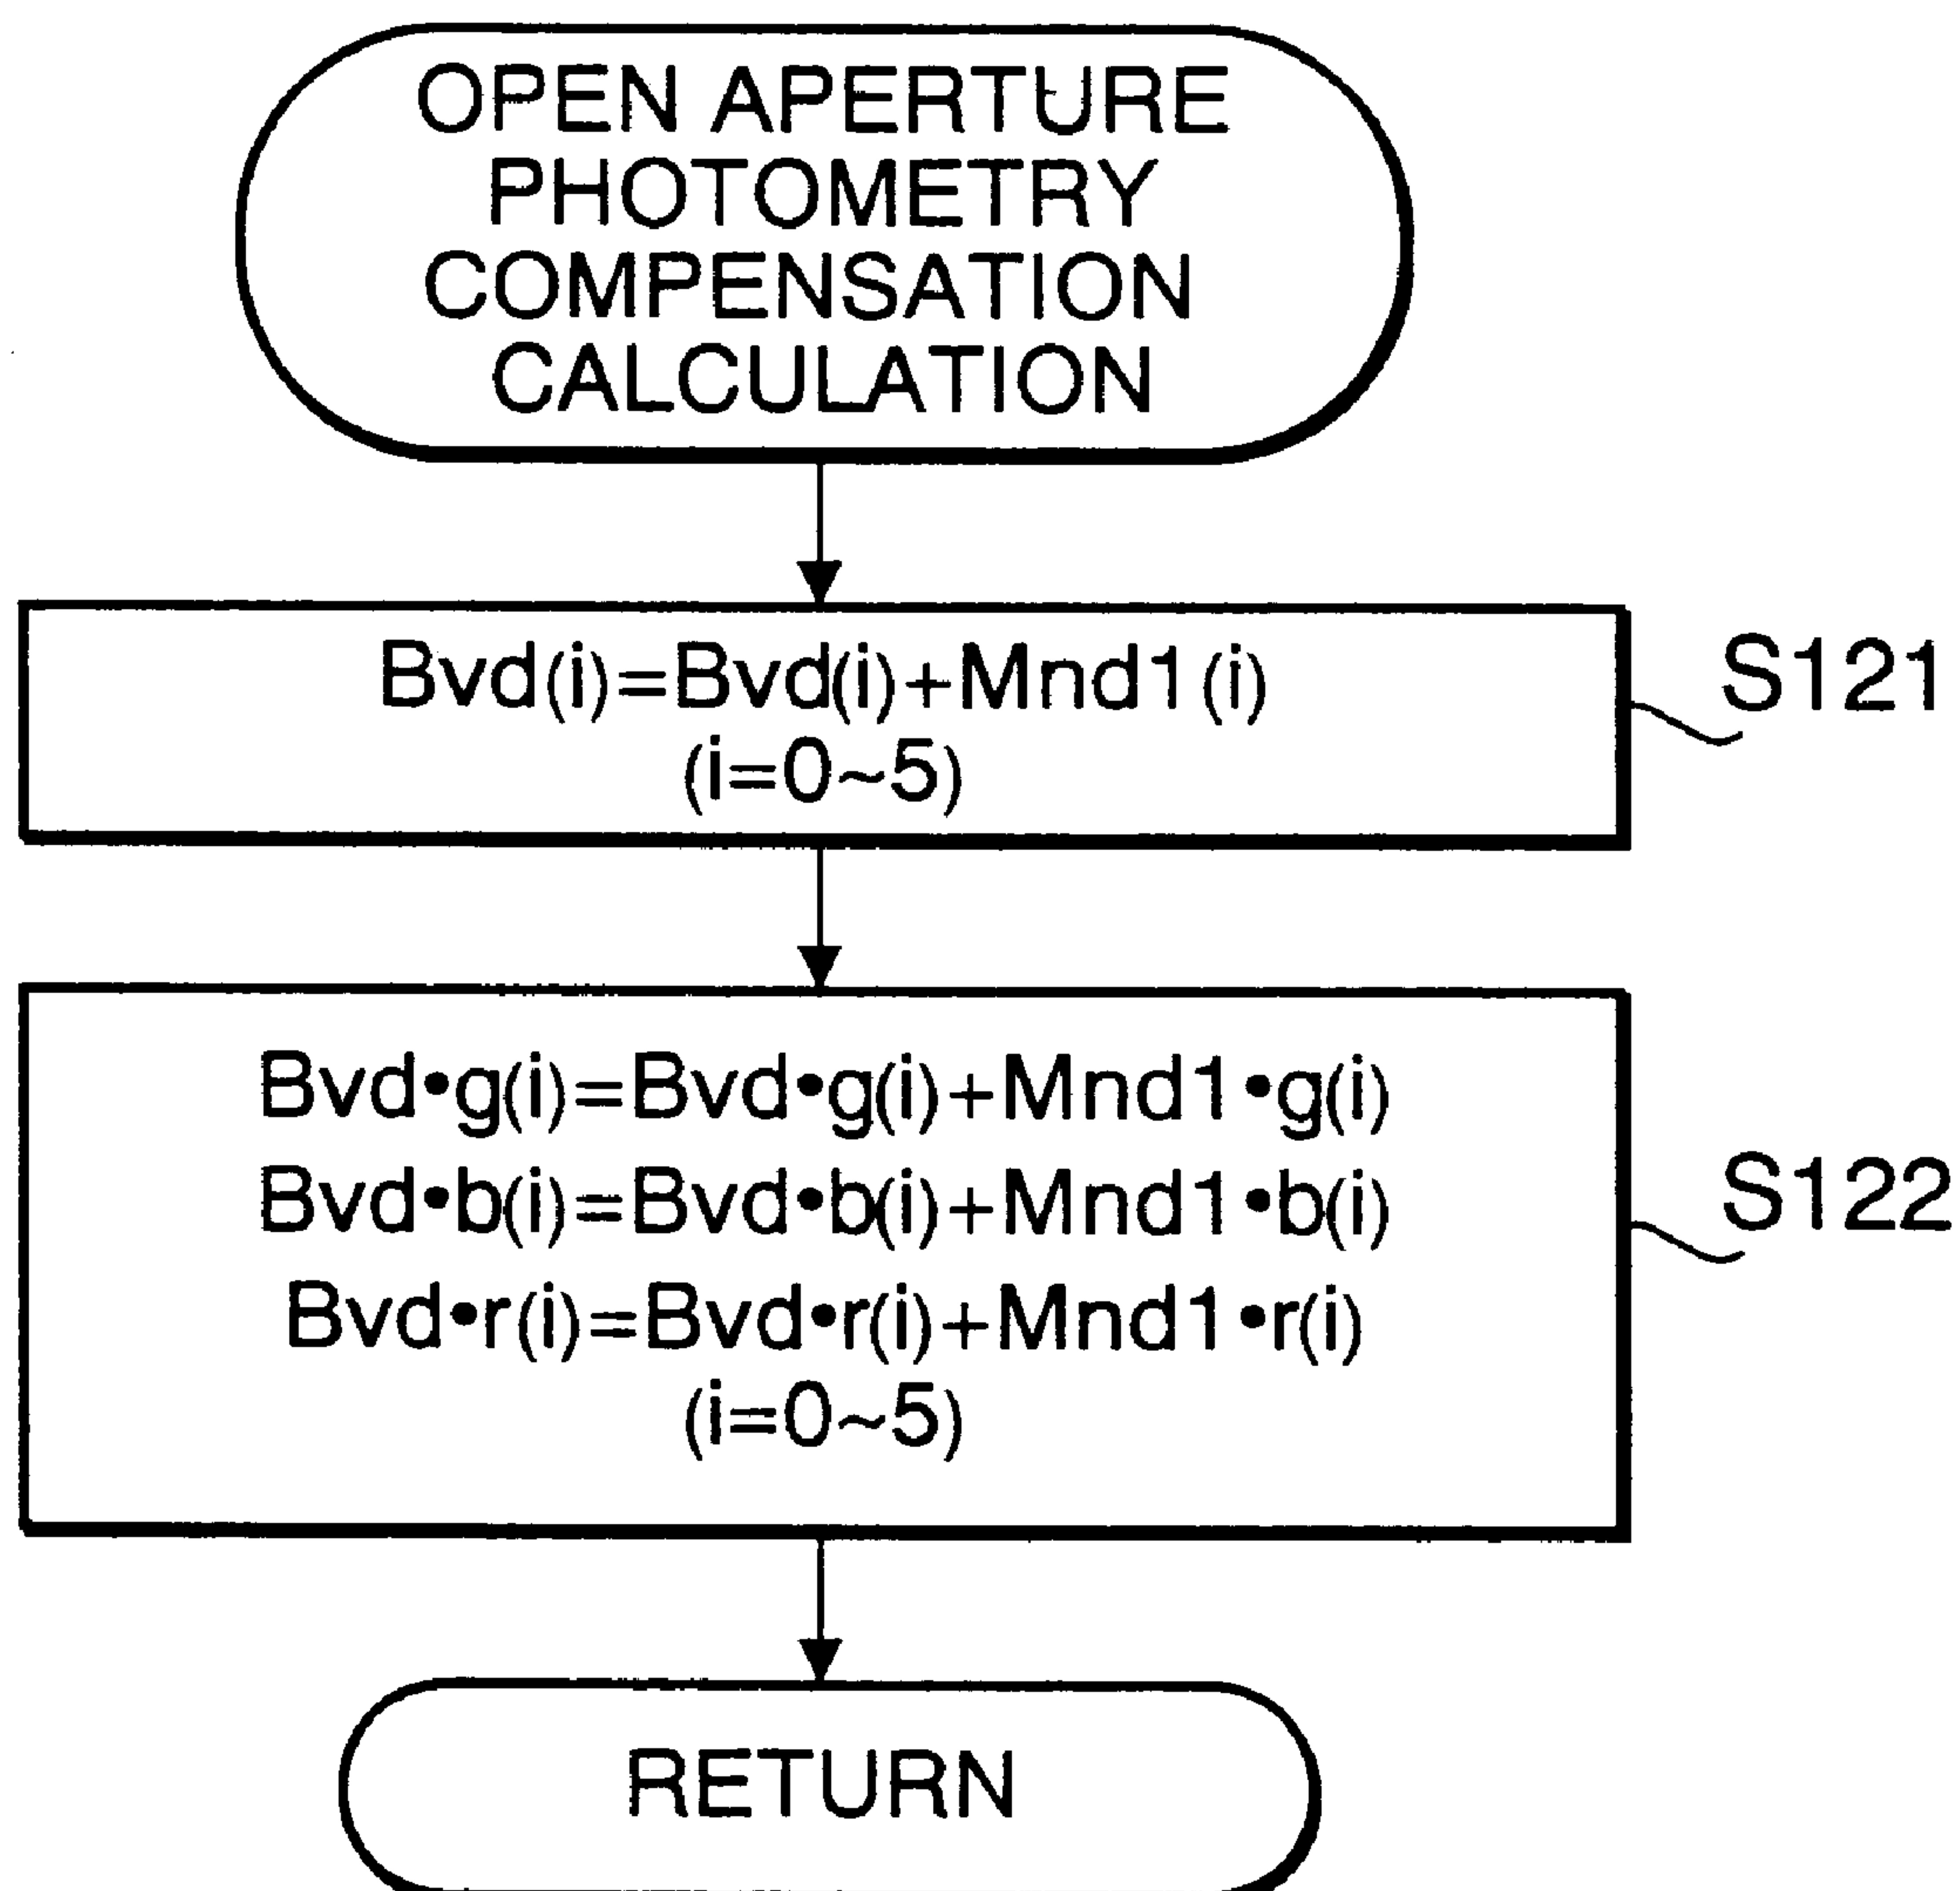 OPEN APERTURE
PHOTOMETRY
COMPENSATION
CALCULATION
Bvd(i)=Bvd(i)+Mnd1(i)
(i=0~5)
S121
Bvd•g(i)=Bvd•g(i)+Mnd1•g(i)
Bvd•b(i)=Bvd•b(i)+Mnd1•b(i)
Bvd•r(i)=Bvd•r(i)+Mnd1•r(i)
(i=0~5)
S122
RETURN